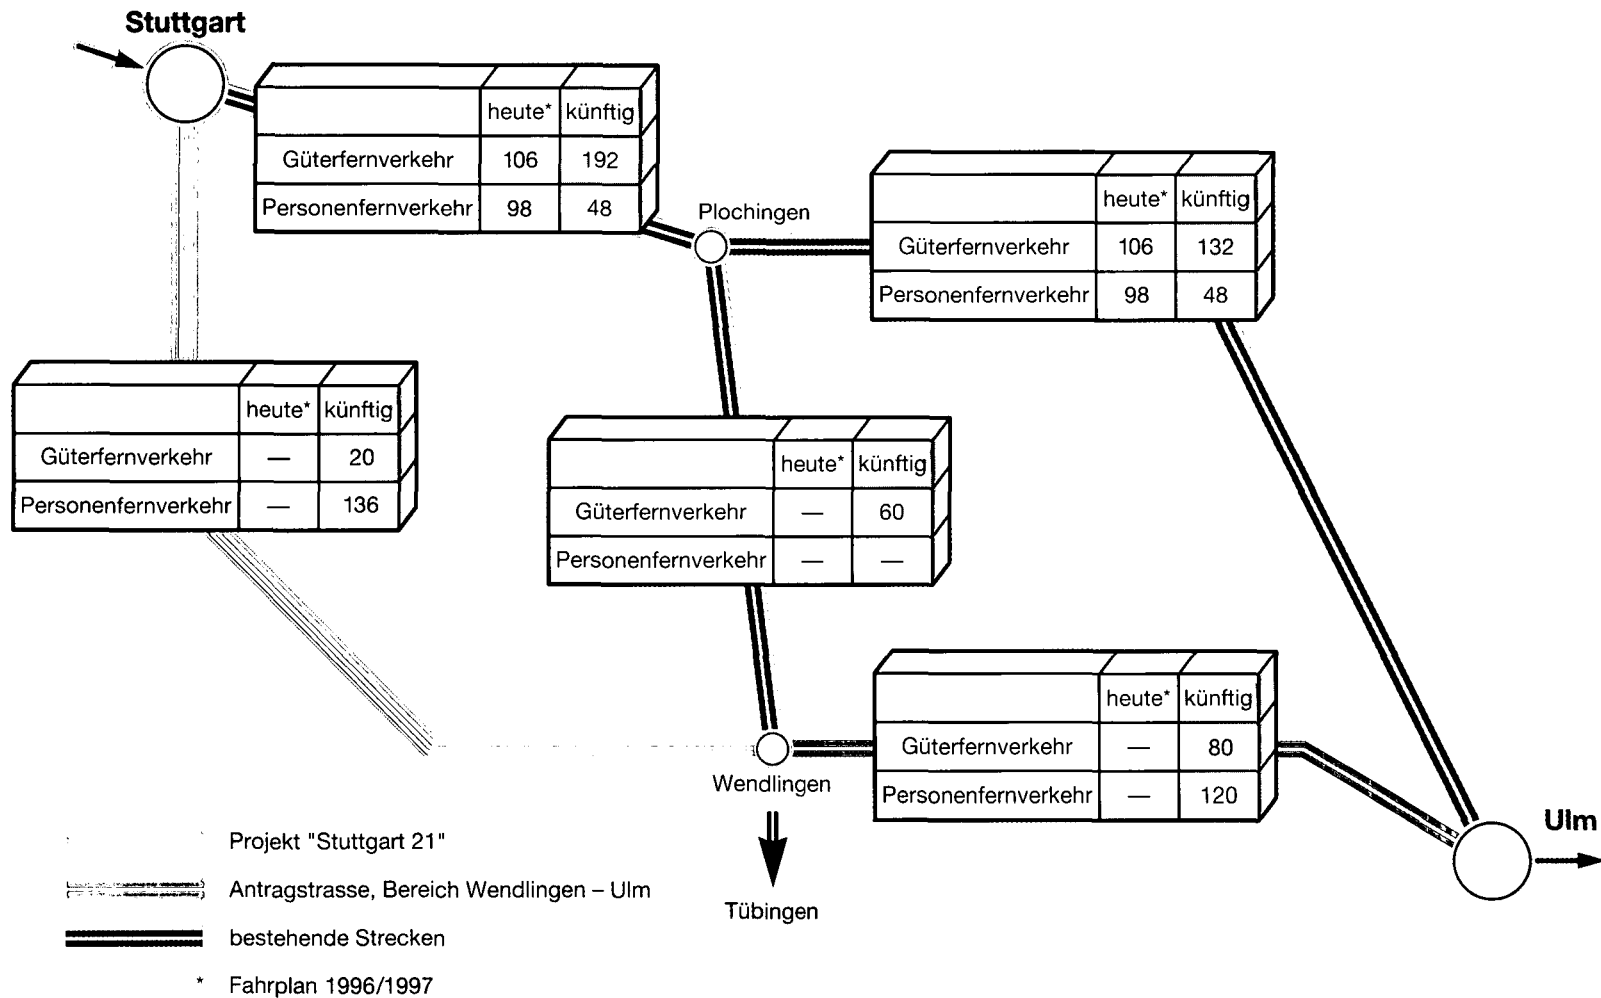 Stuttgart
heute* künftig
Güterfernverkehr 106 192
Personenfernverkehr 98 48
Plochingen
heute* künftig
Güterfernverkehr 106 132
Personenfernverkehr 98 48
heute* künftig
Güterfernverkehr — 20
Personenfernverkehr — 136
heute* künftig
Güterfernverkehr — 60
Personenfernverkehr — —
Wendlingen
heute* künftig
Güterfernverkehr — 80
Personenfernverkehr — 120
Ulm
Tübingen
Projekt "Stuttgart 21"
Antragstrasse, Bereich Wendlingen – Ulm
bestehende Strecken
* Fahrplan 1996/1997